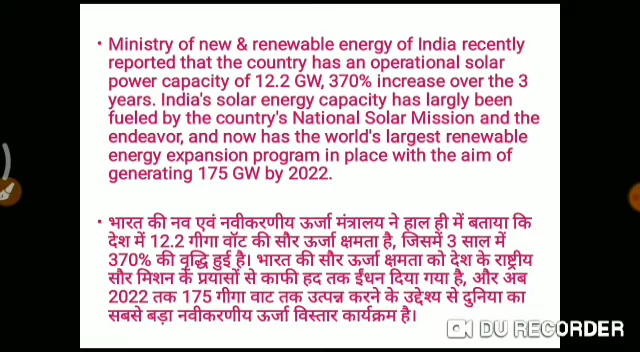 • Ministry of new & renewable energy of India recently
reported that the country has an operational solar
power capacity of 12.2 GW, 370% increase over the 3
years. India's solar energy capacity has largly been
fueled by the country's National Solar Mission and the
endeavor, and now has the world's largest renewable
energy expansion program in place with the aim of
generating 175 GW by 2022.
• भारत की नव एवं नवीकरणीय ऊर्जा मंत्रालय ने हाल ही में बताया कि
देश में 12.2 गीगा वॉट की सौर ऊर्जा क्षमता है, जिसमें 3 साल में
370% की वृद्धि हुई है। भारत की सौर ऊर्जा क्षमता को देश के राष्ट्रीय
सौर मिशन के प्रयासों से काफी हद तक ईंधन दिया गया है, और अब
2022 तक 175 गीगा वाट तक उत्पन्न करने के उद्देश्य से दुनिया का
सबसे बड़ा नवीकरणीय ऊर्जा विस्तार कार्यक्रम है।
DU RECORDER